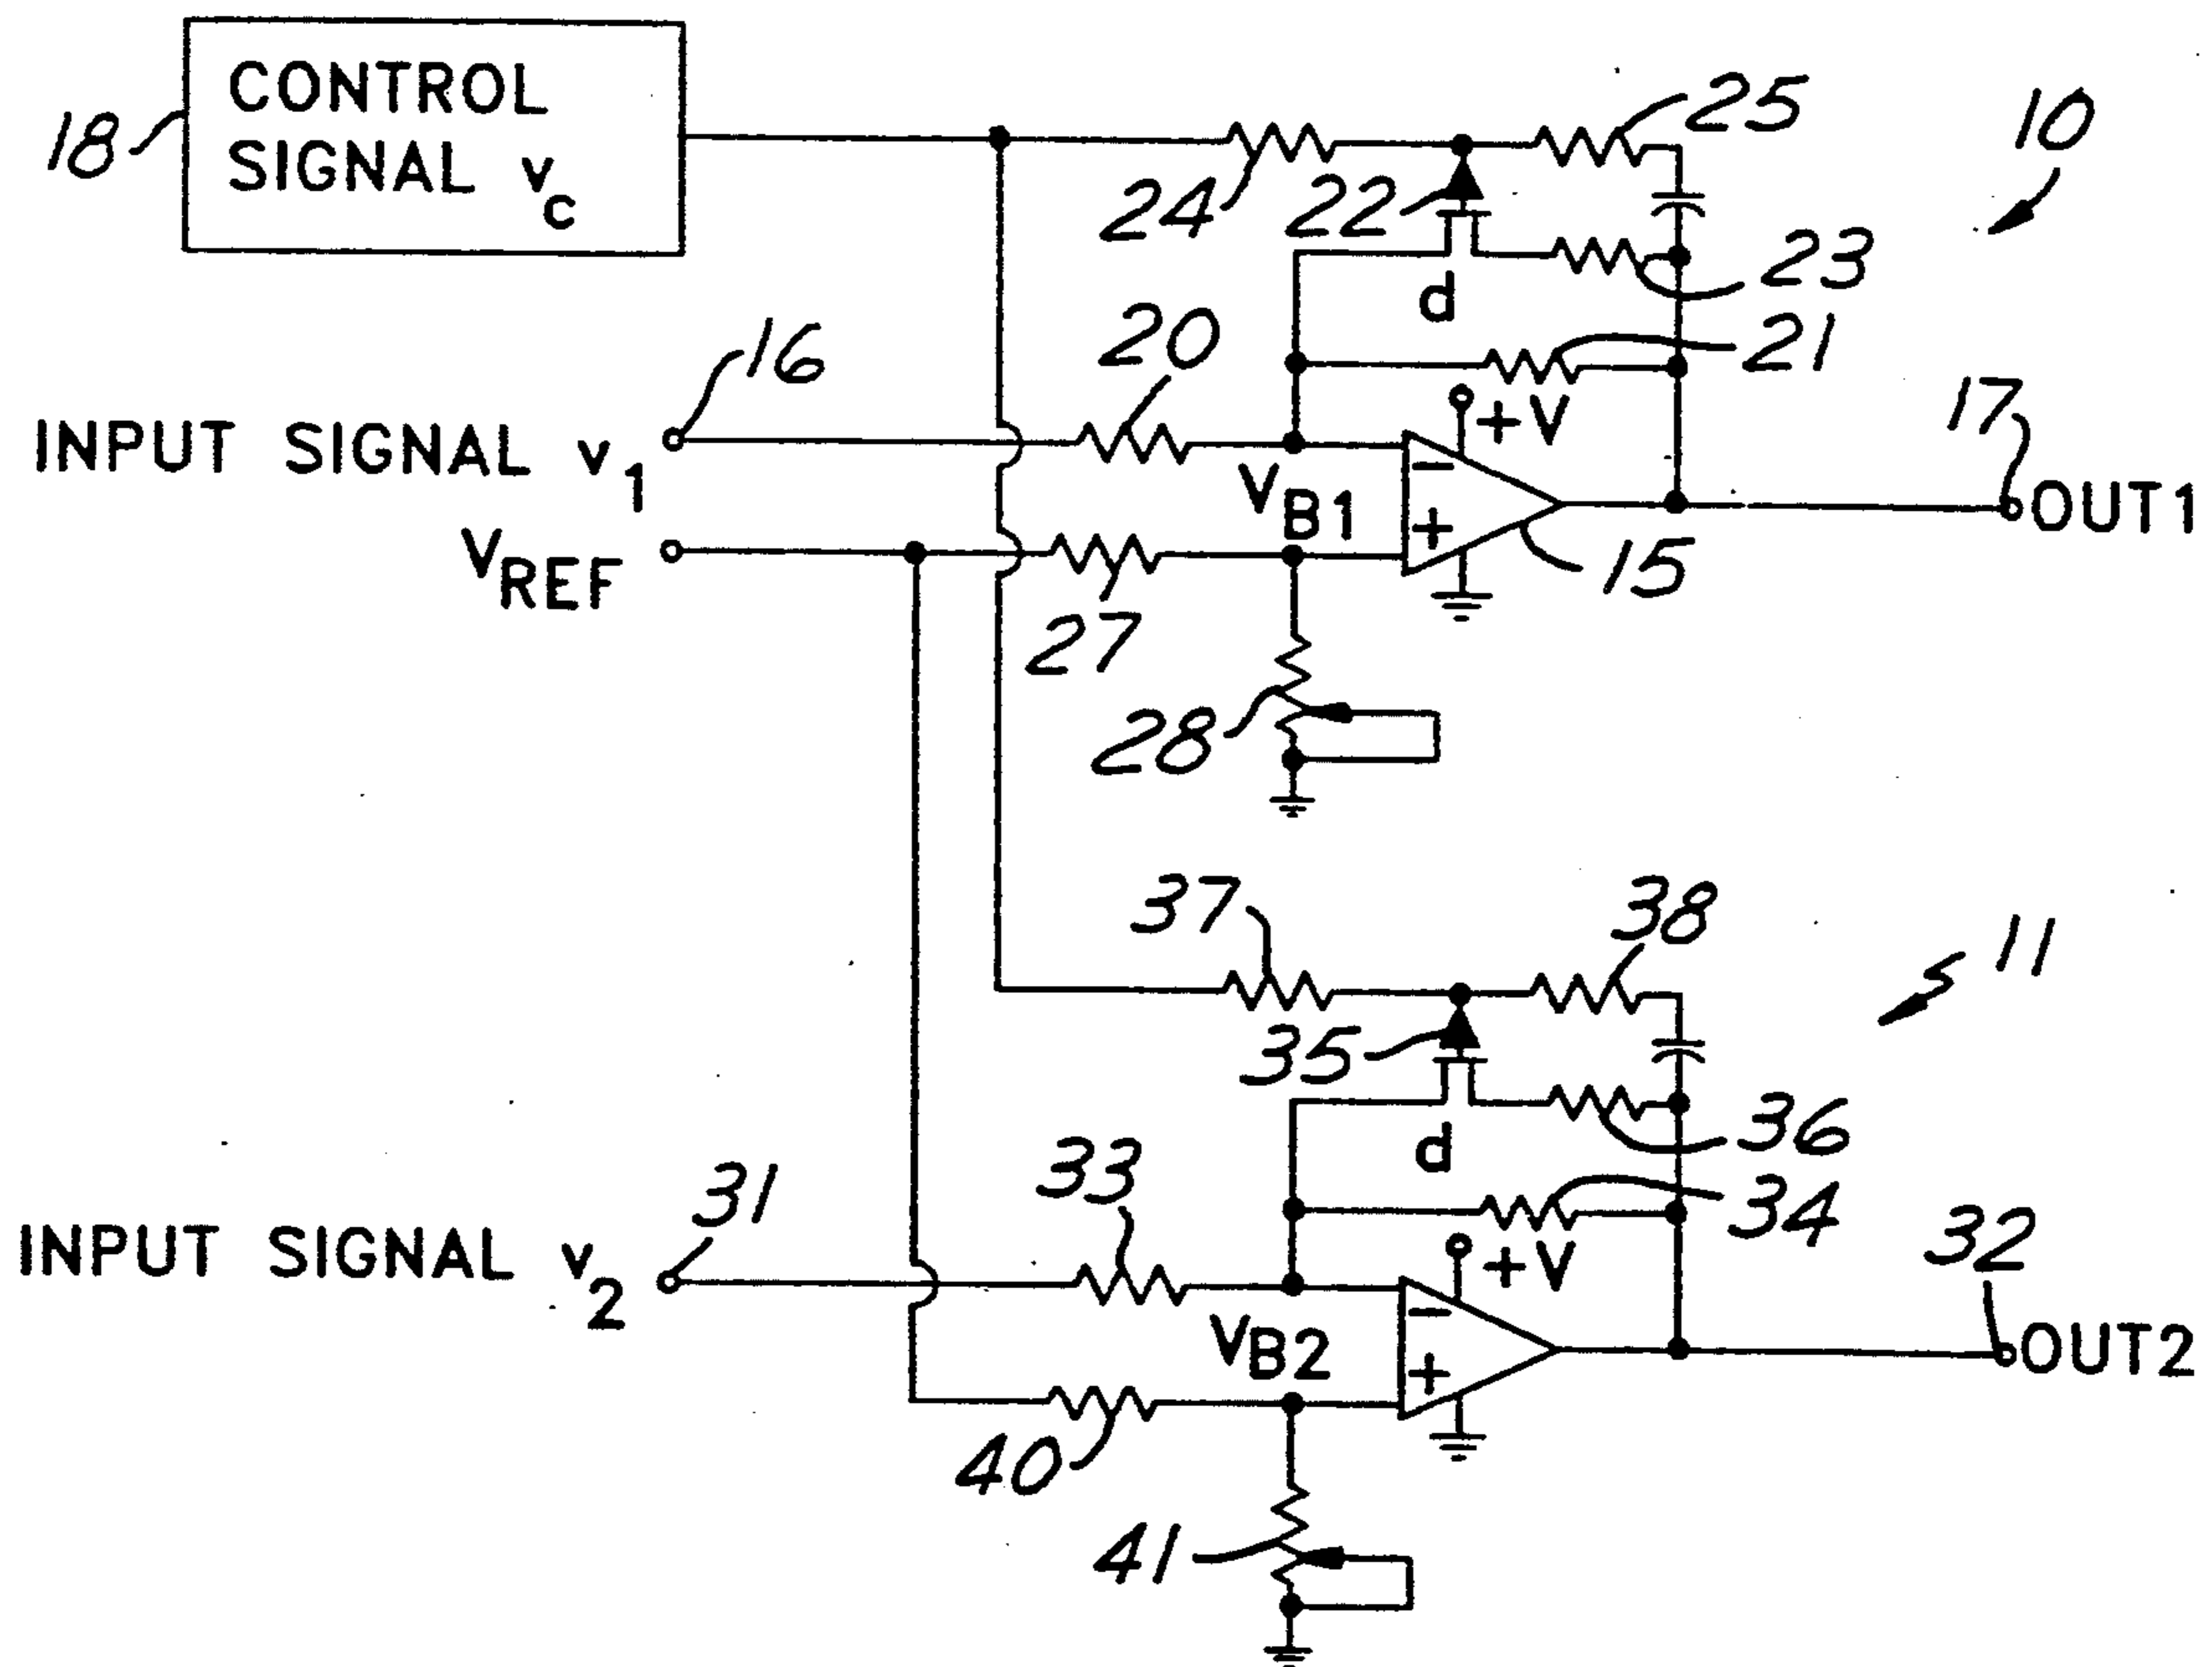 CONTROL
SIGNAL vc
18
25
10
24
22
23
d
20
21
16
+V
17
INPUT SIGNAL v1
VB1
−
+
OUT1
VREF
15
27
28
37
38
11
35
36
d
33
34
31
+V
32
INPUT SIGNAL v2
VB2
−
+
OUT2
40
41